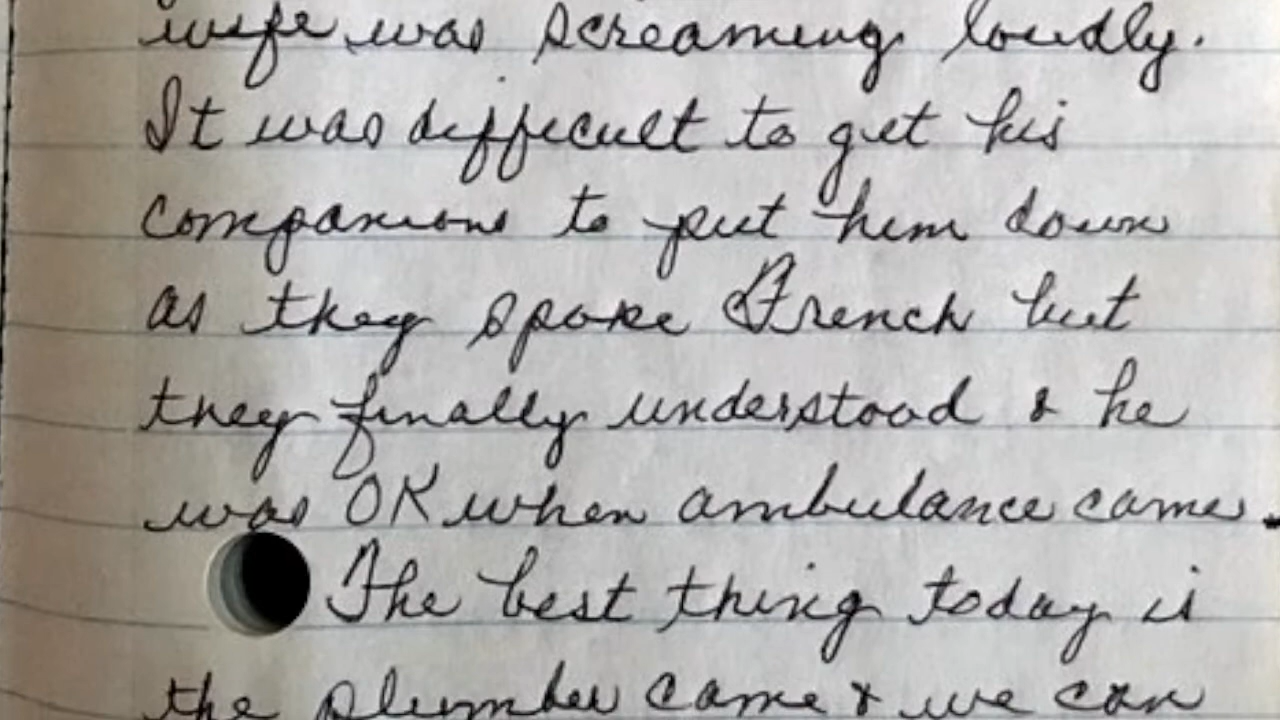 wife was screaming loudly.
It was difficult to get his
companions to put him down
as they spoke French but
they finally understood & he
was OK when ambulance came.
The best thing today is
the plumber came & we can